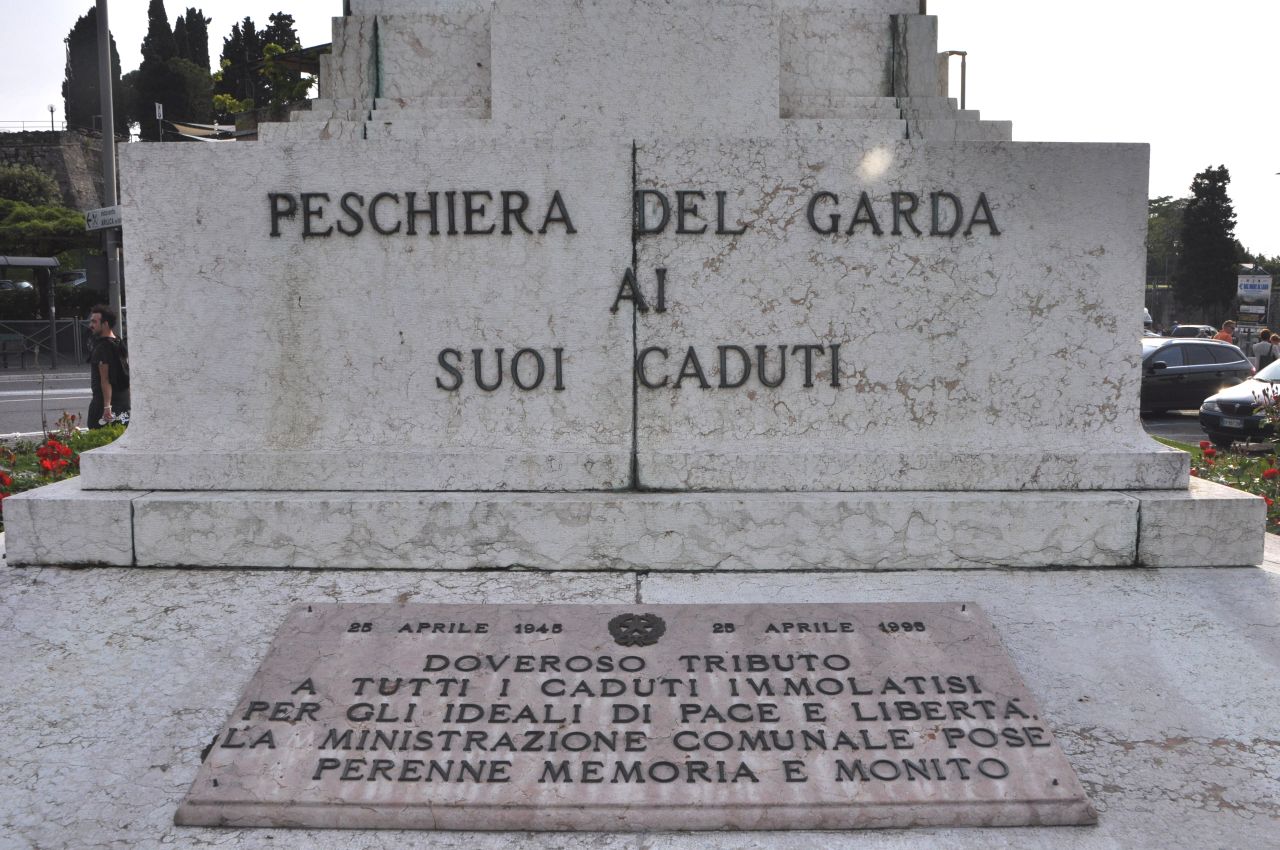 PESCHIERA DEL GARDA
AI
SUOI CADUTI
25 APRILE 1945 25 APRILE 1995
DOVEROSO TRIBUTO
A TUTTI I CADUTI IMMOLATISI
PER GLI IDEALI DI PACE E LIBERTÀ.
LA MINISTRAZIONE COMUNALE POSE
PERENNE MEMORIA E MONITO